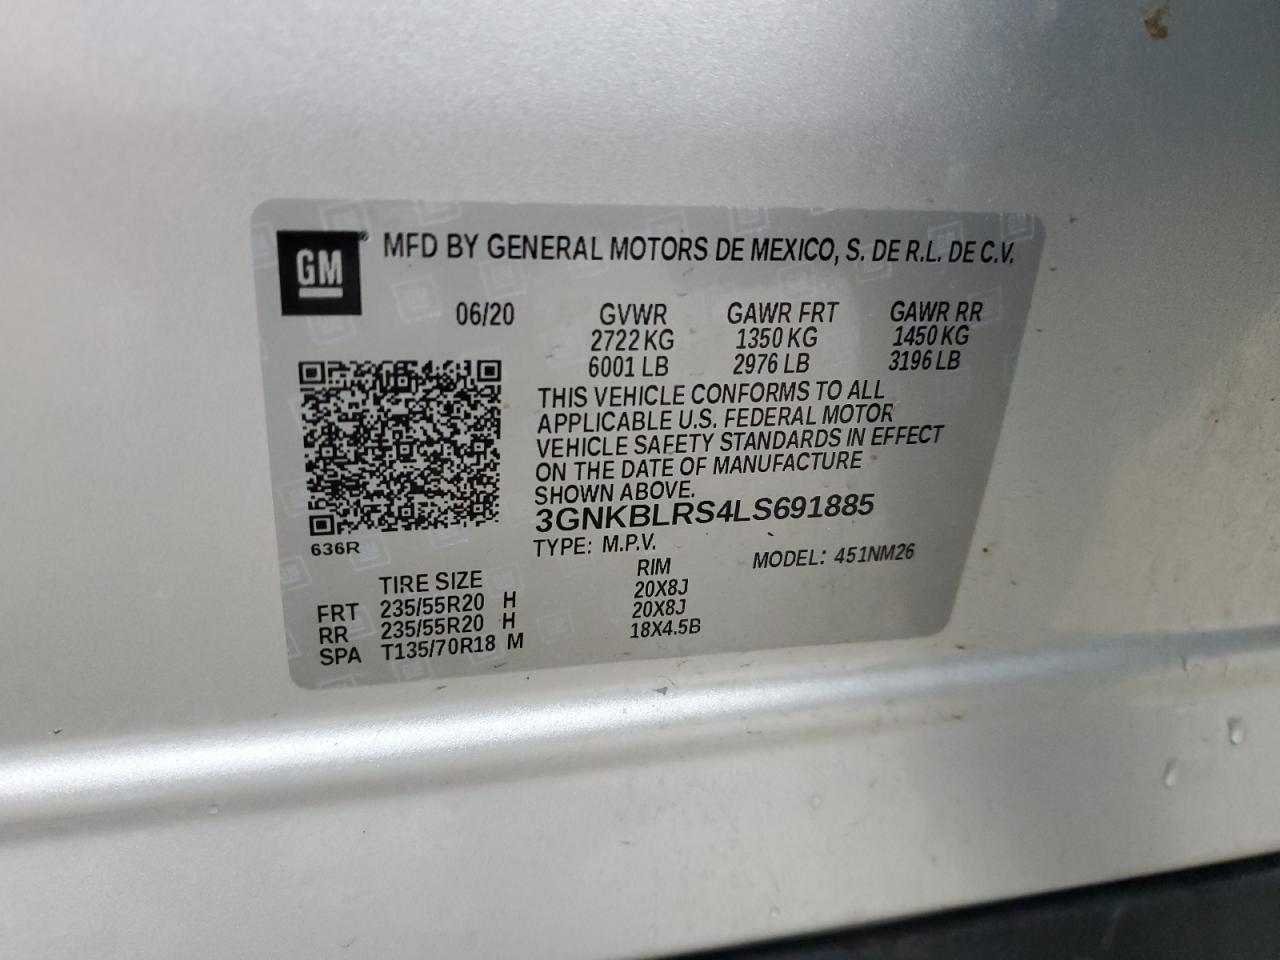 GM® MFD BY GENERAL MOTORS DE MEXICO, S. DE R.L. DE C.V.
06/20 GVWR GAWR FRT GAWR RR
2722 KG 1350 KG 1450 KG
6001 LB 2976 LB 3196 LB
THIS VEHICLE CONFORMS TO ALL
APPLICABLE U.S. FEDERAL MOTOR
VEHICLE SAFETY STANDARDS IN EFFECT
ON THE DATE OF MANUFACTURE
SHOWN ABOVE.
3GNKBLRS4LS691885
636R
TYPE: M.P.V. MODEL: 451NM26
TIRE SIZE RIM
FRT 235/55R20 H 20X8J
RR 235/55R20 H 20X8J
SPA T135/70R18 M 18X4.5B